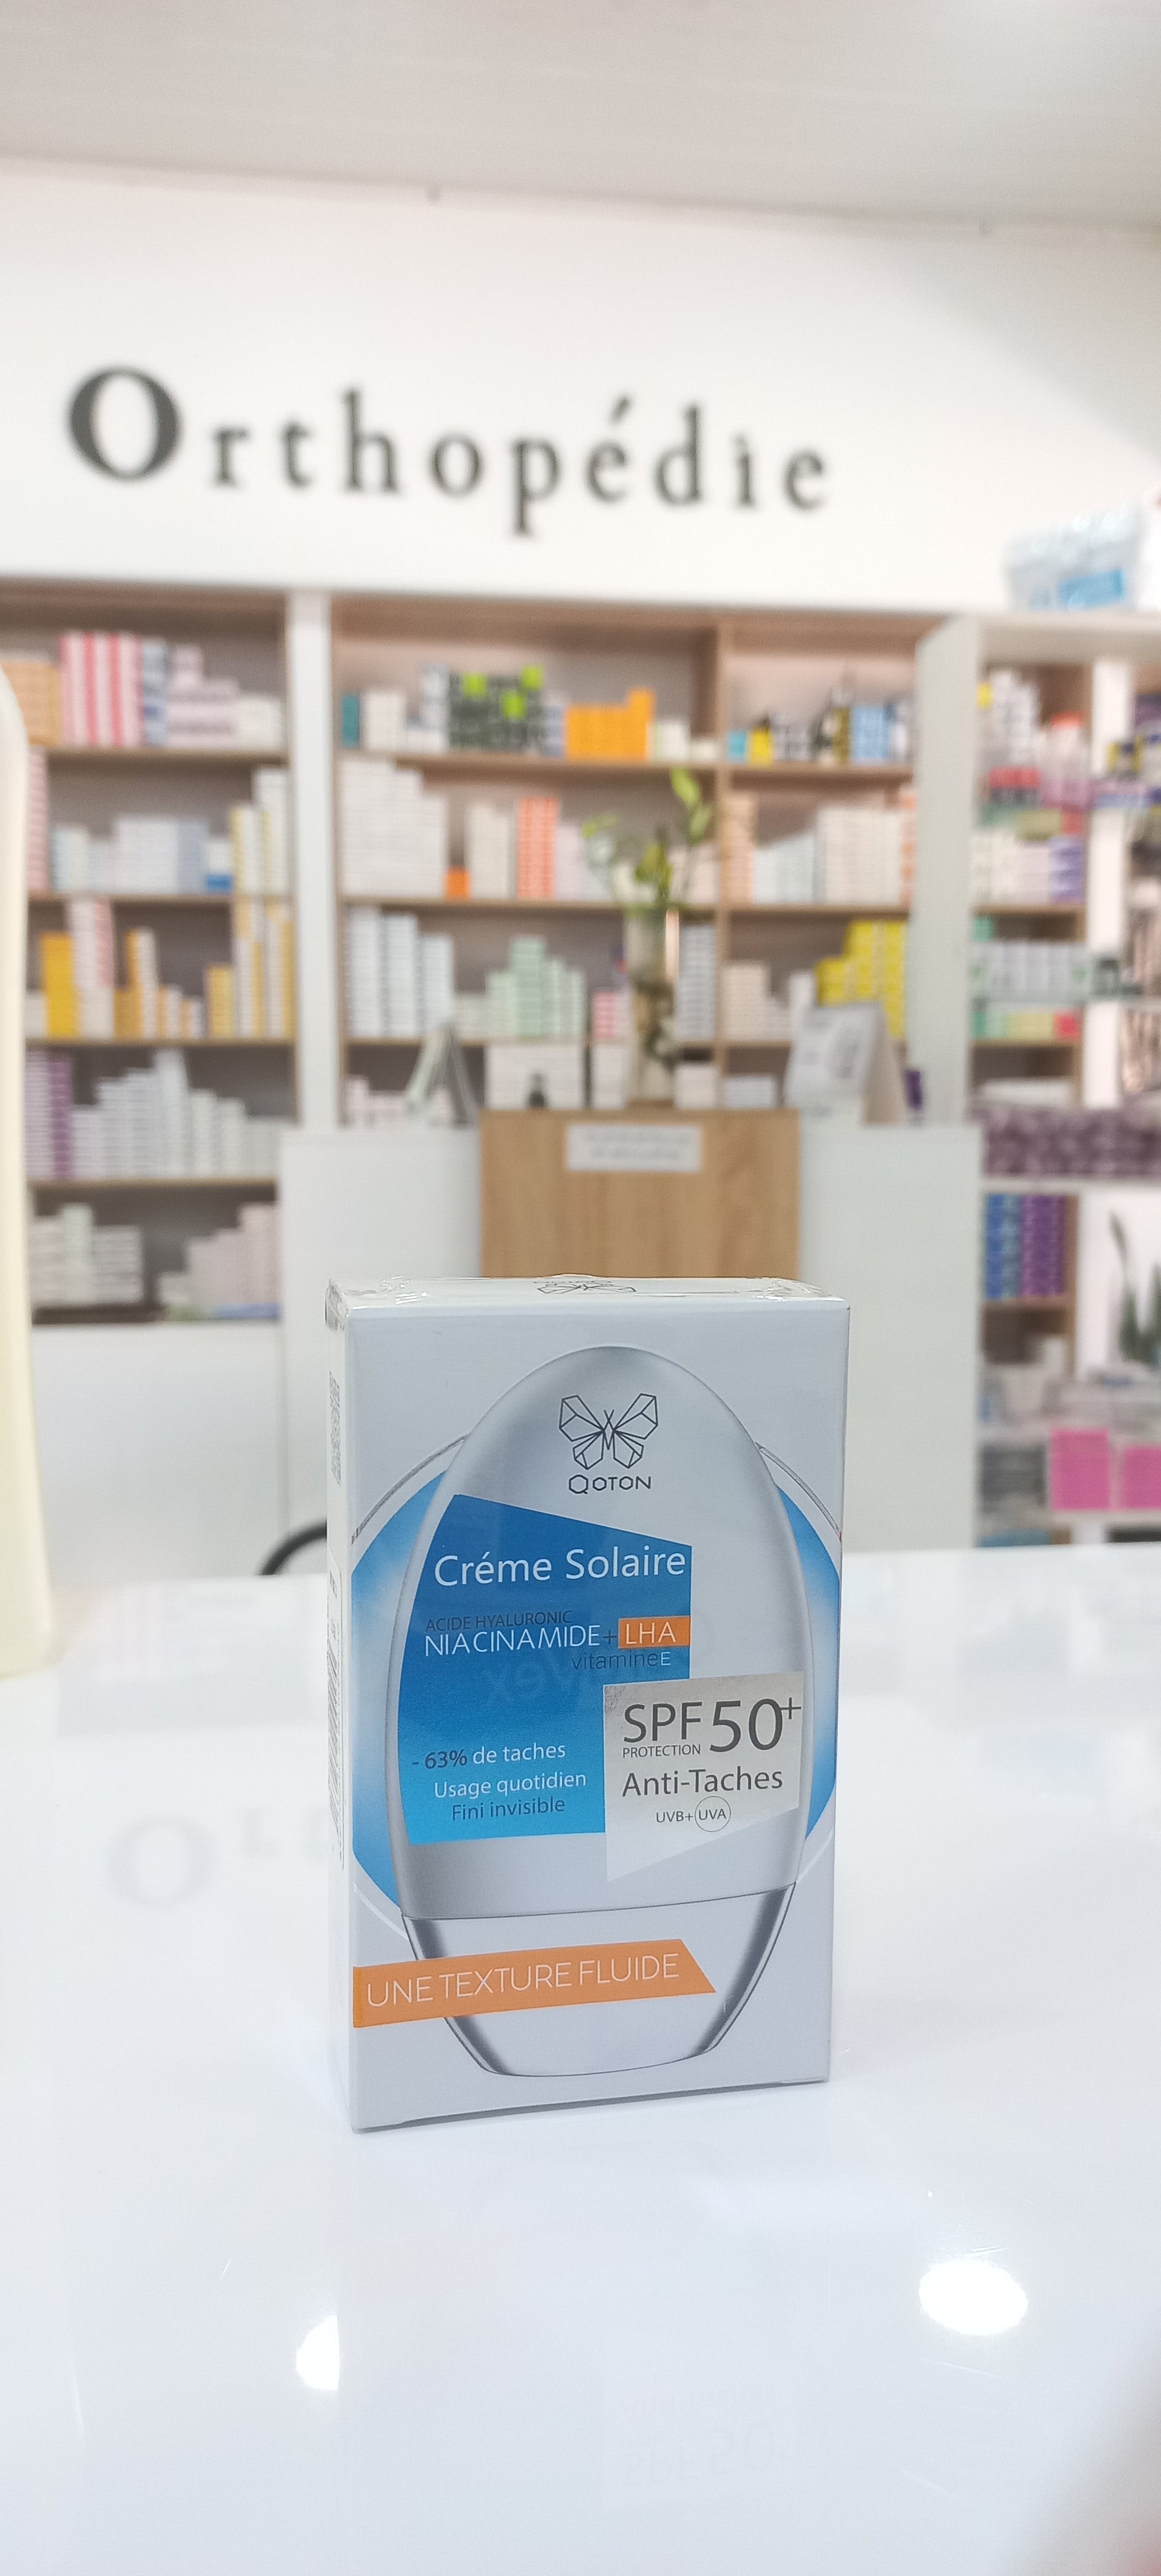 Orthopédie
QOTON
Créme Solaire
ACIDE HYALURONIC
NIACINAMIDE + LHA
vitamineE
SPF 50+
PROTECTION
Anti-Taches
UVB+ UVA
- 63% de taches
Usage quotidien
Fini invisible
UNE TEXTURE FLUIDE